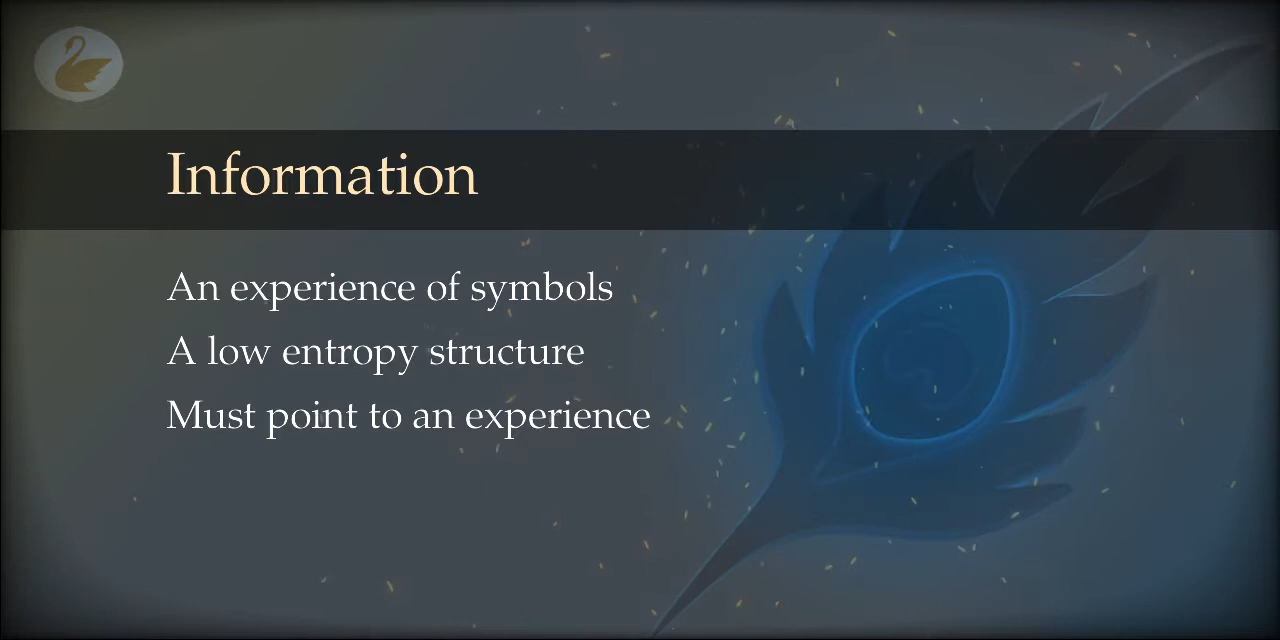 Information
An experience of symbols
A low entropy structure
Must point to an experience